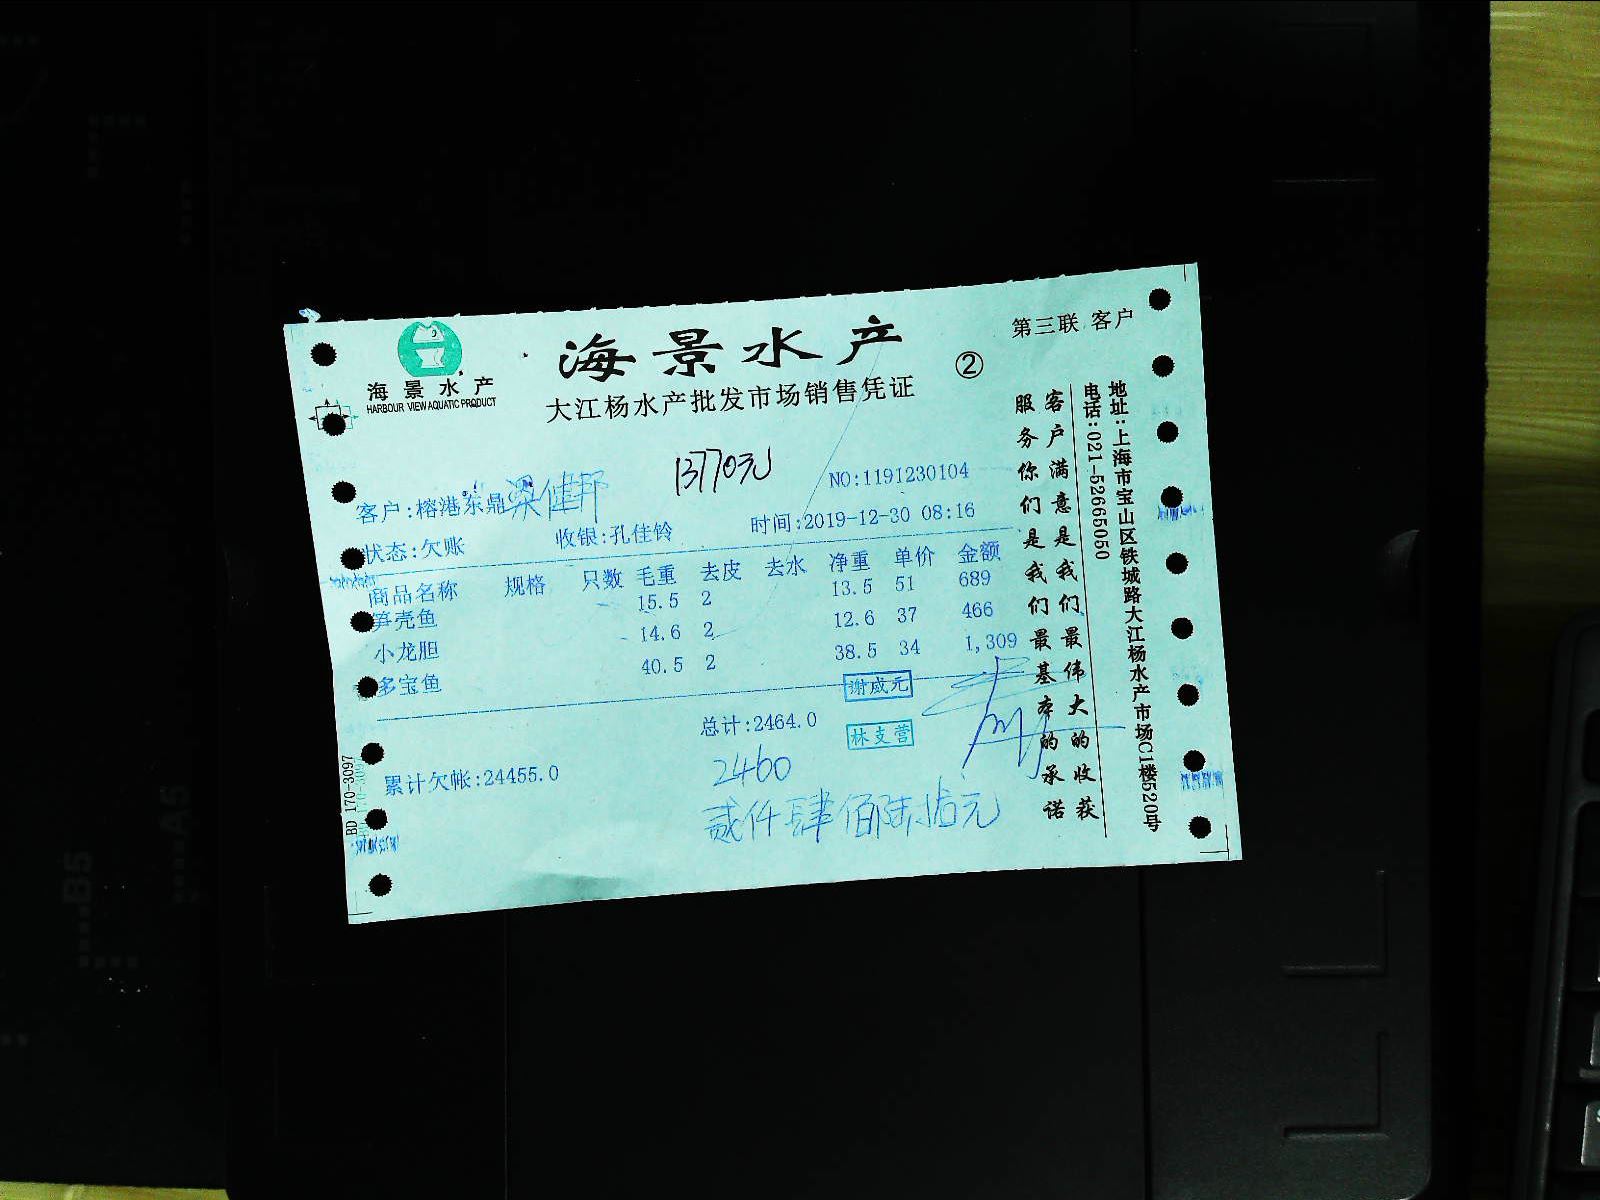 海景水产
HARBOUR VIEW AQUATIC PRODUCT
海景水产
大江杨水产批发市场销售凭证
②
第三联 客户
13770元
NO:1191230104
客户:榕港东鼎梁健邦
状态:欠账 收银:孔佳铃 时间:2019-12-30 08:16
商品名称 规格 只数 毛重 去皮 去水 净重 单价 金额
笋壳鱼 15.5 2 13.5 51 689
小龙胆 14.6 2 12.6 37 466
多宝鱼 40.5 2 38.5 34 1,309
谢威元
总计:2464.0
林支营
累计欠帐:24455.0
2460
贰仟肆佰陆拾元
客户满意是我们最伟大的收获
服务你们是我们最基本的承诺
地址:上海市宝山区铁城路大江杨水产市场C1楼520号
电话:021-52665050
BD 170-3097
B5
A5